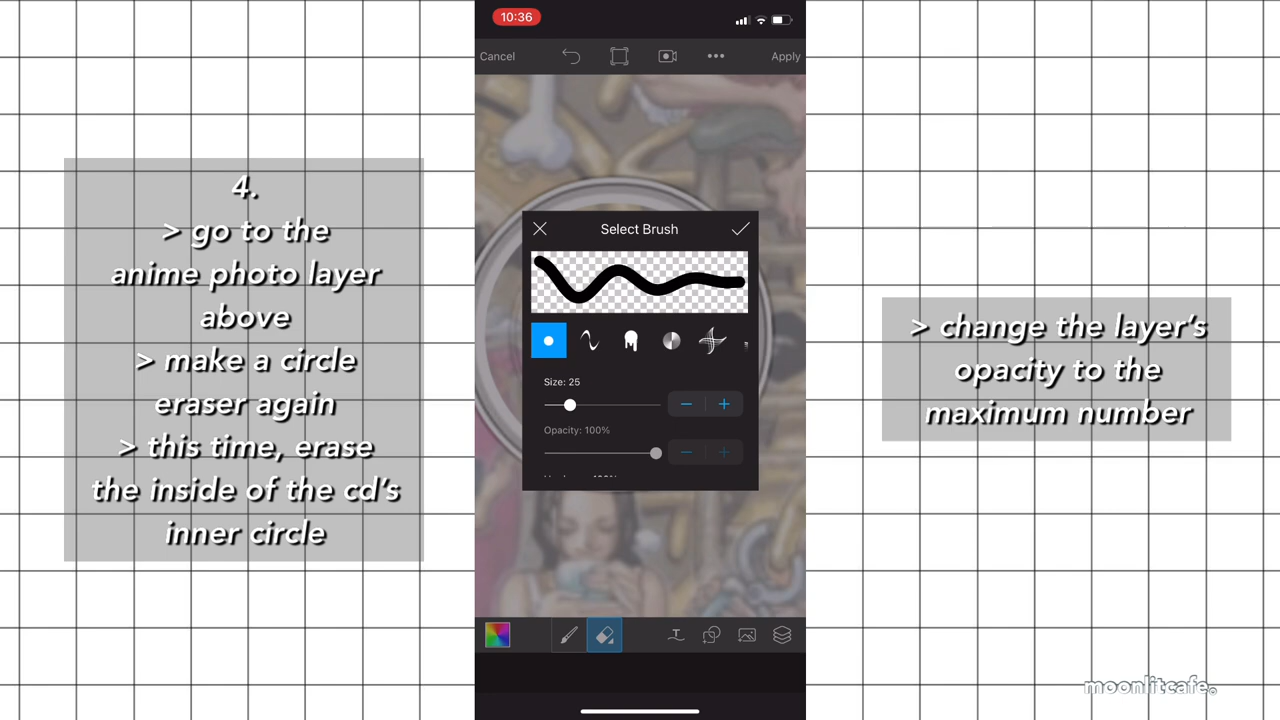 10:36
Cancel
Apply
4.
> go to the
anime photo layer
above
> make a circle
eraser again
> this time, erase
the inside of the cd's
inner circle
Select Brush
Size: 25
Opacity: 100%
> change the layer's
opacity to the
maximum number
moonlitcafe.